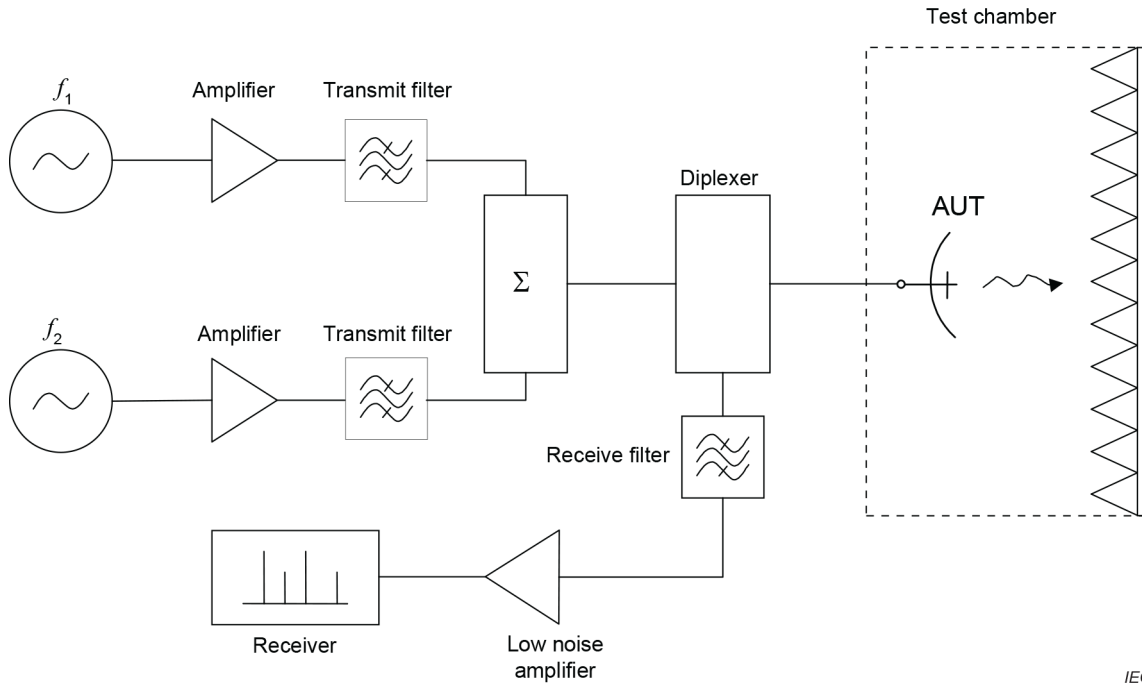 Test chamber
f1
Amplifier
Transmit filter
Diplexer
AUT
Σ
f2
Amplifier
Transmit filter
Receive filter
Receiver
Low noise
amplifier